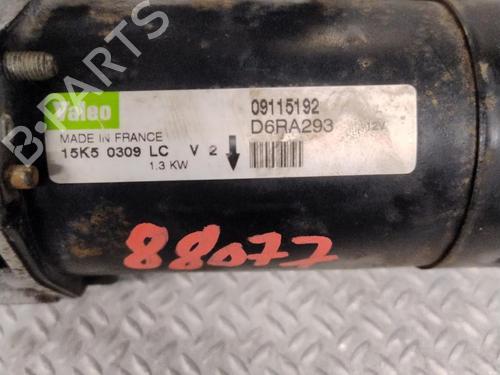 B-PARTS
Valeo
09115192
MADE IN FRANCE
D6RA293 12V
15K5 0309 LC V 2
1.3 KW
88077